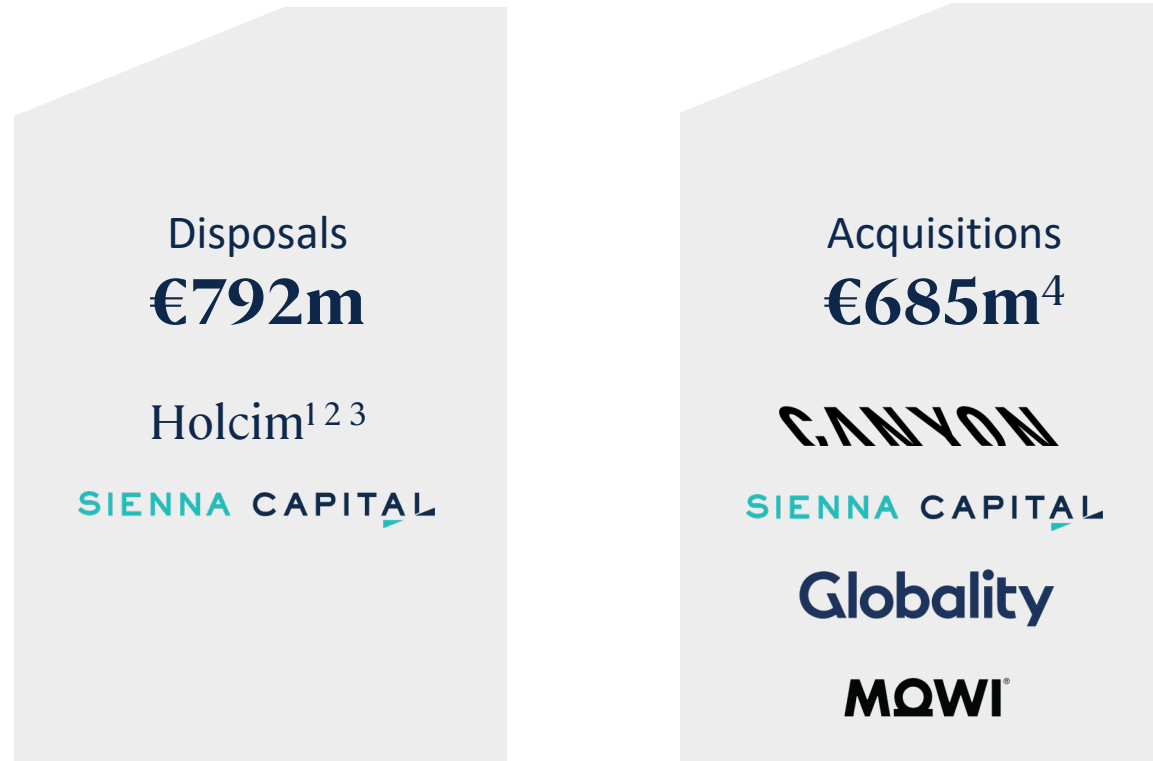 Disposals
€792m
Holcim1 2 3
SIENNA CAPITAL
Acquisitions
€685m4
CANYON
SIENNA CAPITAL
Globality
MOWI®